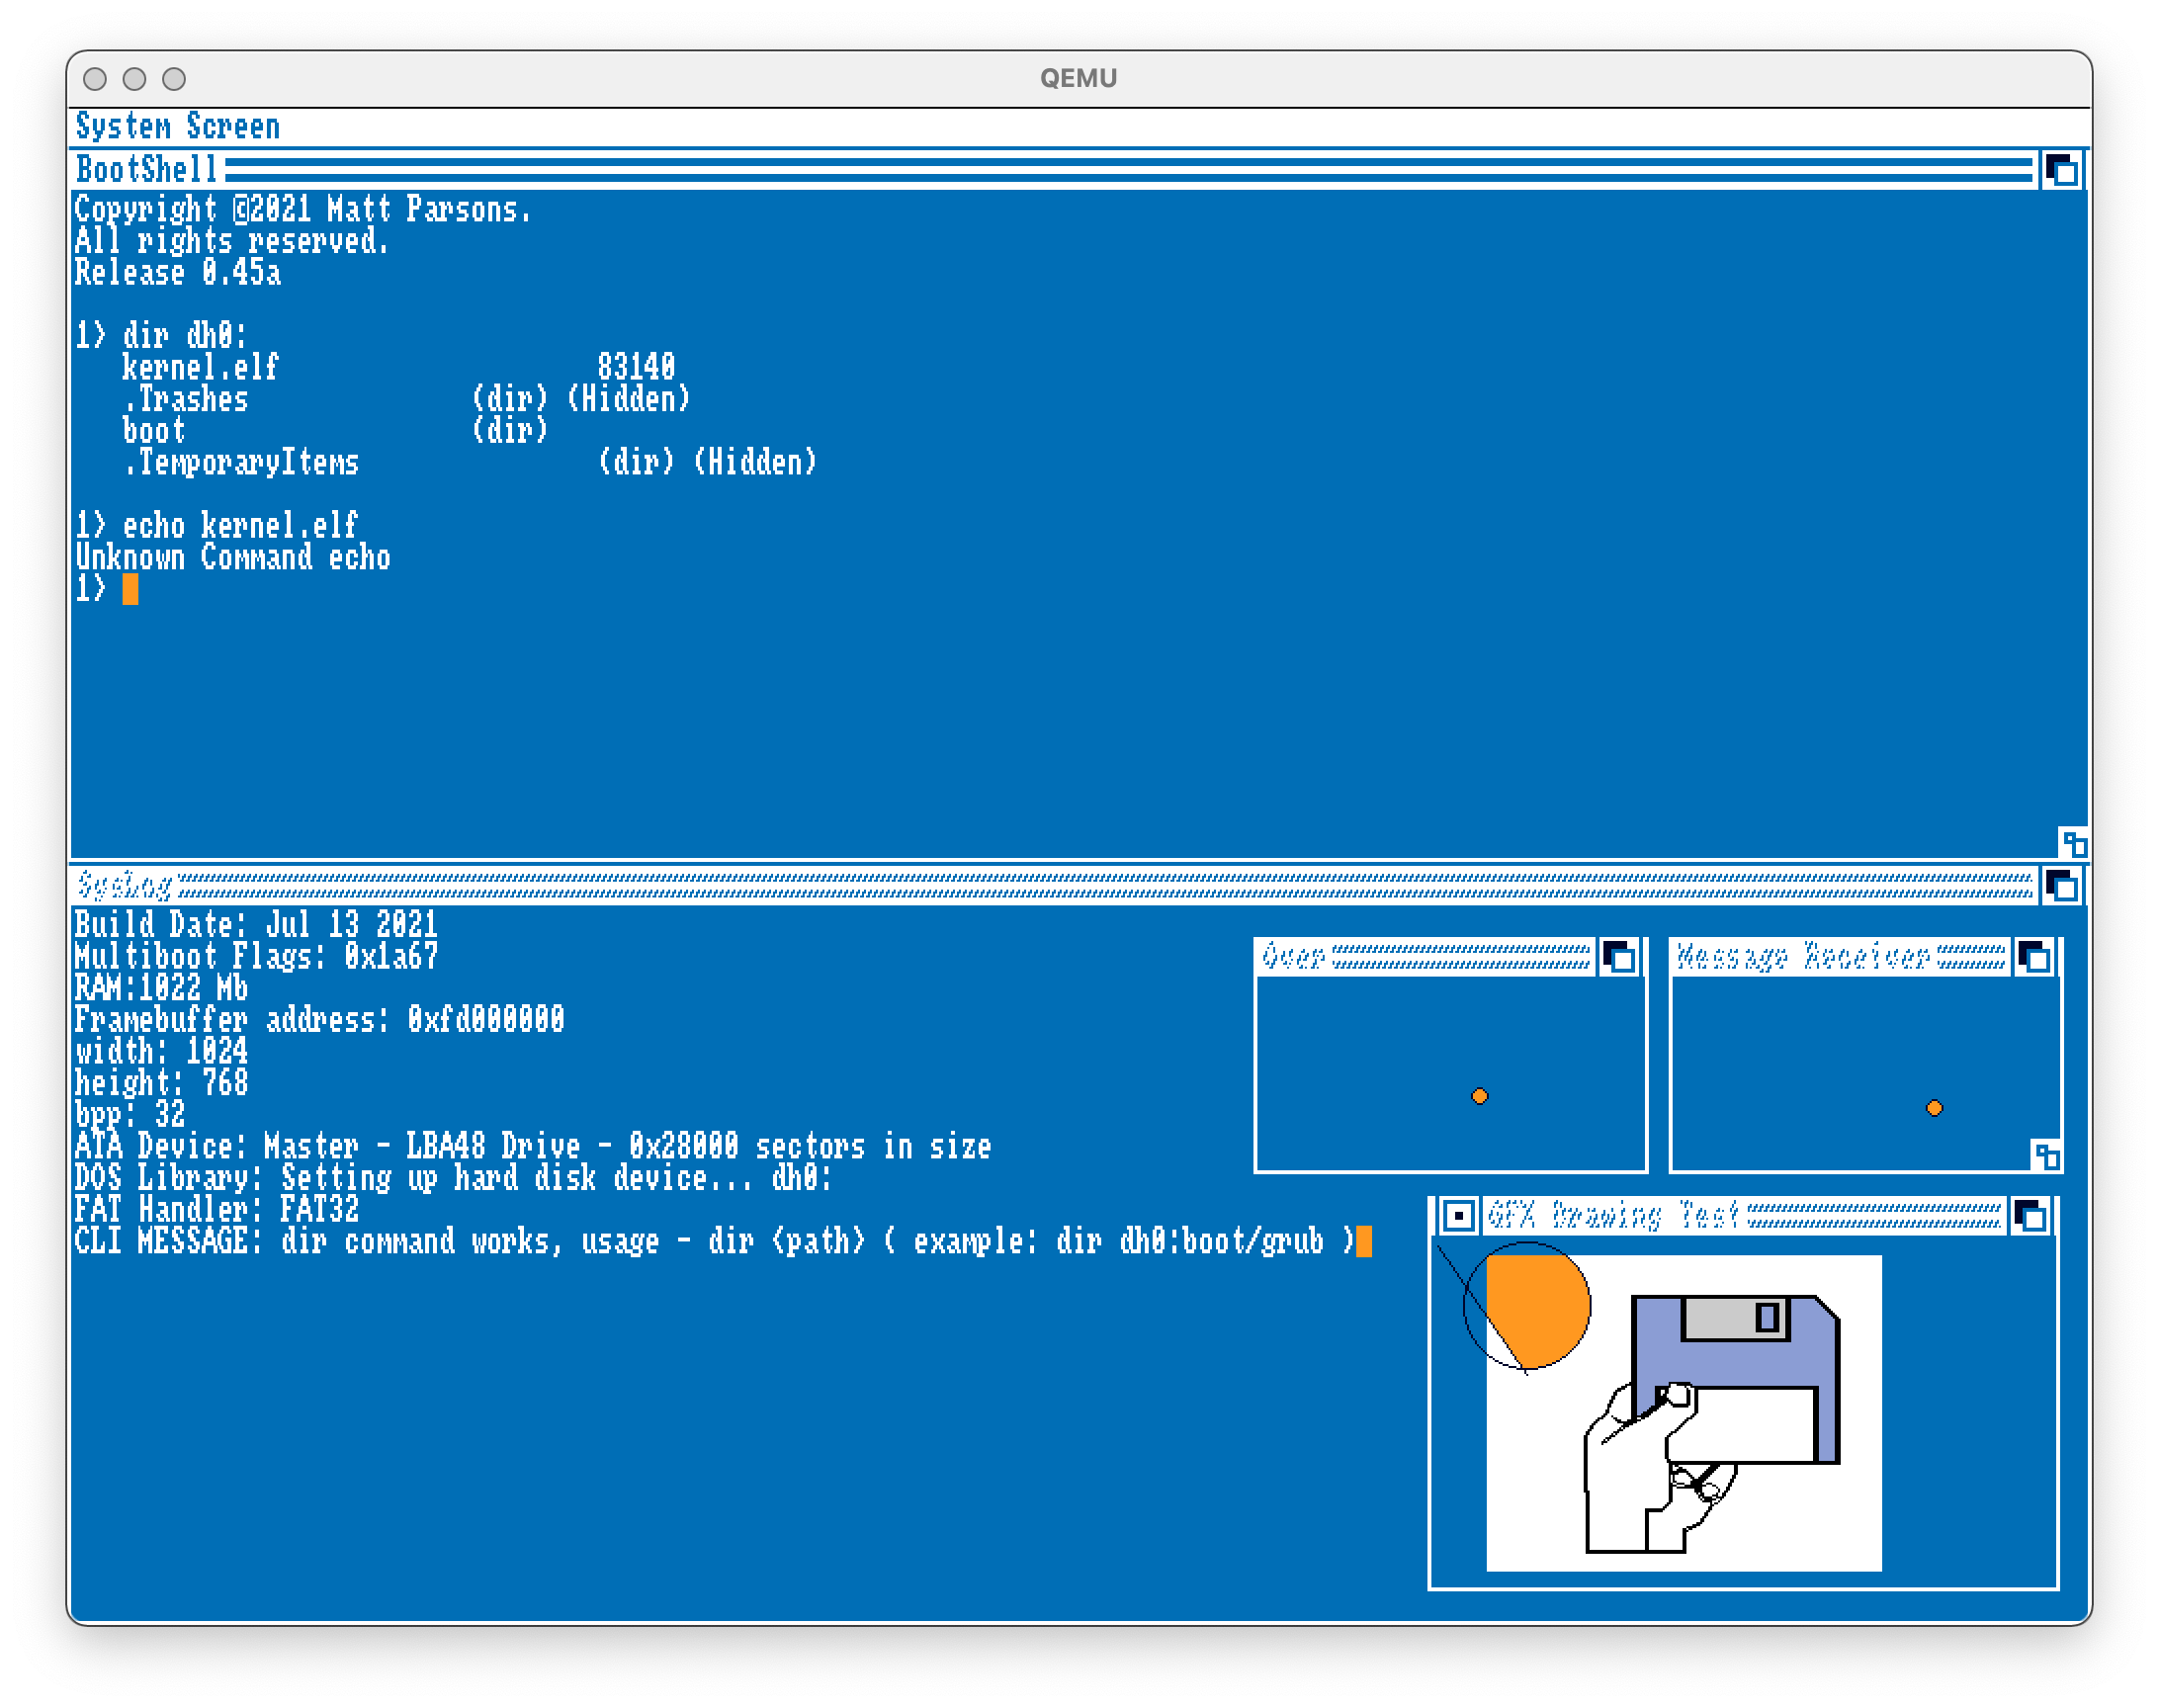 QEMU
System Screen
BootShell
Copyright ©2021 Matt Parsons.
All rights reserved.
Release 0.45a
1> dir dh0:
kernel.elf 83140
.Trashes (dir) (Hidden)
boot (dir)
.TemporaryItems (dir) (Hidden)
1> echo kernel.elf
Unknown Command echo
1>
SysLog
Build Date: Jul 13 2021
Multiboot Flags: 0x1a67
RAM:1022 Mb
Framebuffer address: 0xfd000000
width: 1024
height: 768
bpp: 32
ATA Device: Master - LBA48 Drive - 0x28000 sectors in size
DOS Library: Setting up hard disk device... dh0:
FAT Handler: FAT32
CLI MESSAGE: dir command works, usage - dir <path> ( example: dir dh0:boot/grub )
Over
Message Receiver
GFX Drawing Test